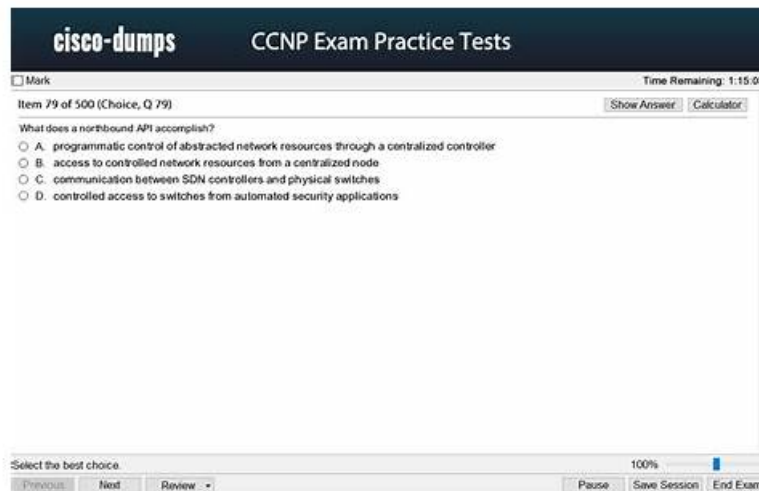 cisco-dumps CCNP Exam Practice Tests
Mark Time Remaining: 1:15:0
Item 79 of 500 (Choice, Q 79) Show Answer Calculator
What does a northbound API accomplish?
A. programmatic control of abstracted network resources through a centralized controller
B. access to controlled network resources from a centralized node
C. communication between SDN controllers and physical switches
D. controlled access to switches from automated security applications
Select the best choice. 100%
Previous Next Review Pause Save Session End Exam